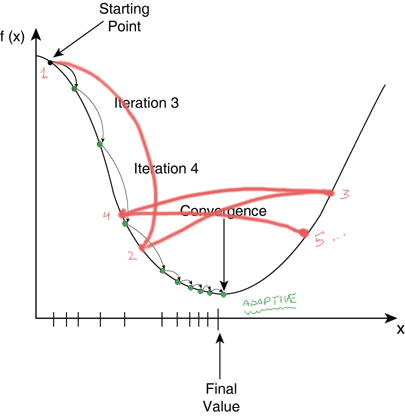 Starting
Point
f (x)
1
Iteration 3
Iteration 4
3
4
Convergence
2
5 ...
ADAPTIVE
x
Final
Value